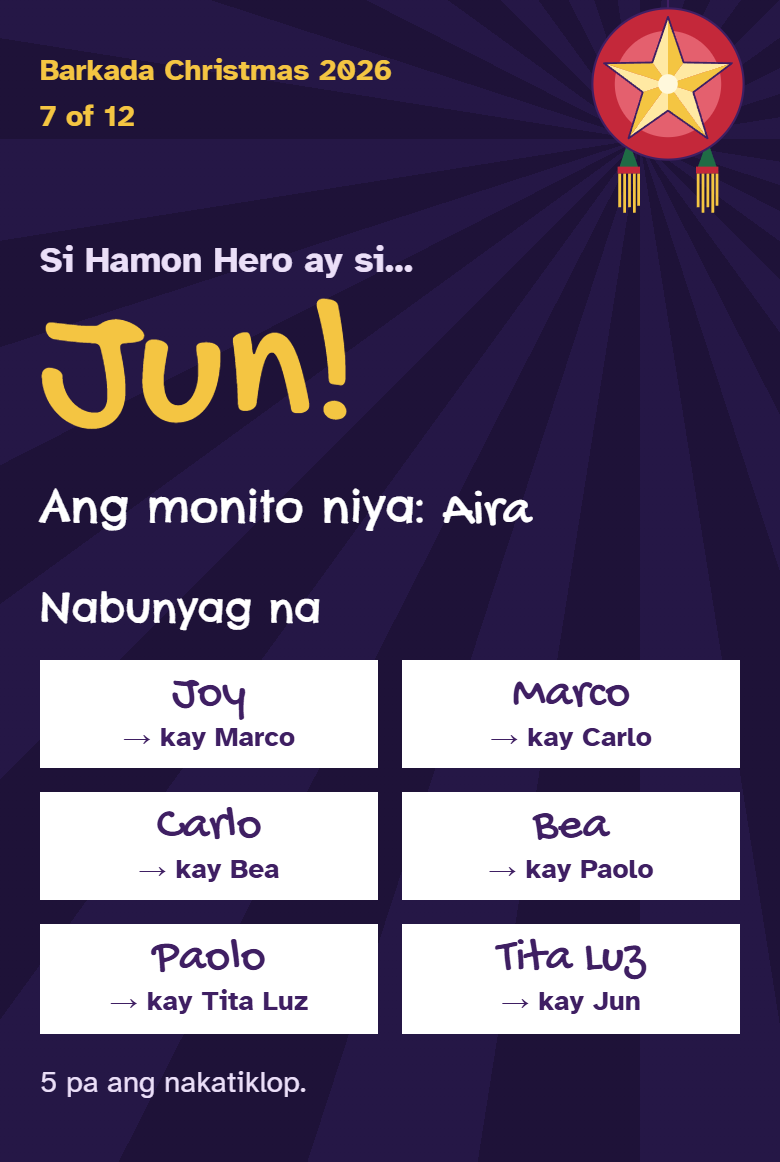 Barkada Christmas 2026
7 of 12
Si Hamon Hero ay si...
Jun!
Ang monito niya: Aira
Nabunyag na
Joy
→ kay Marco
Marco
→ kay Carlo
Carlo
→ kay Bea
Bea
→ kay Paolo
Paolo
→ kay Tita Luz
Tita Luz
→ kay Jun
5 pa ang nakatiklop.